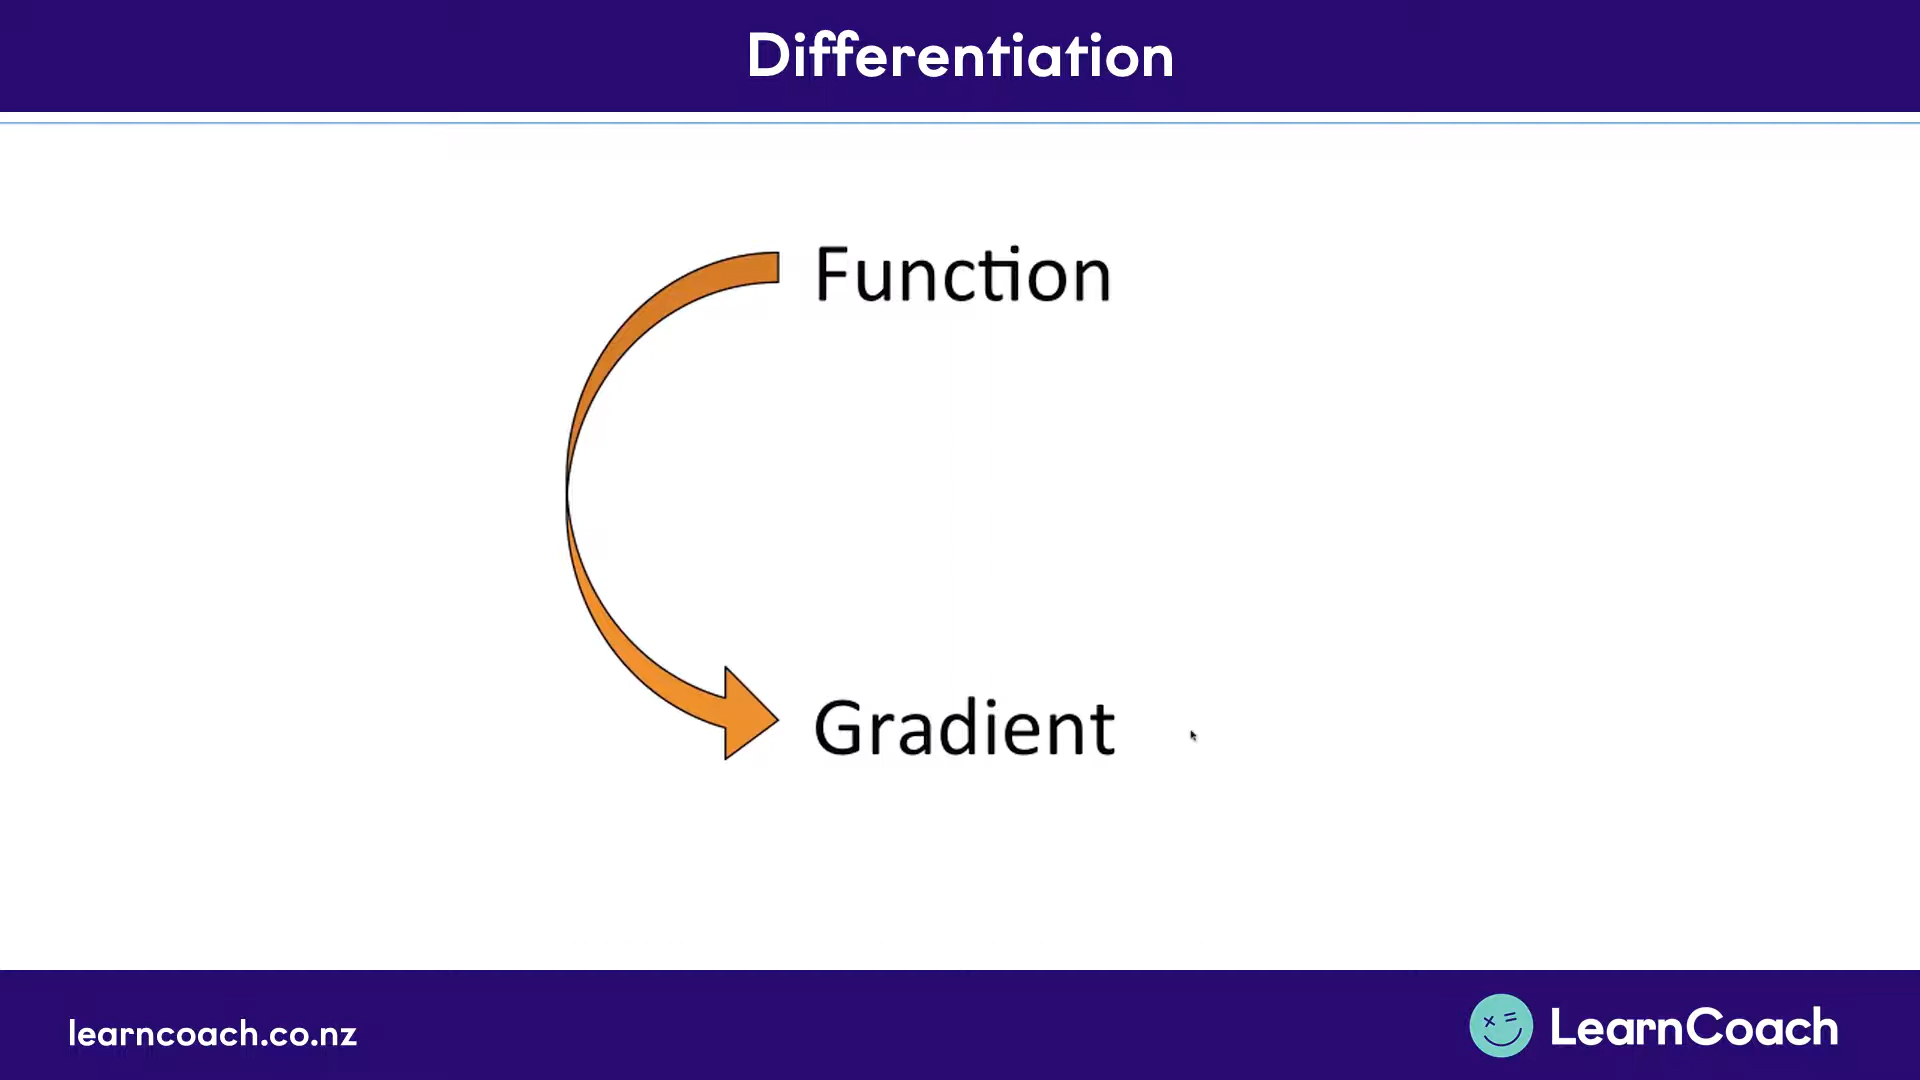 Differentiation
Function
Gradient
learncoach.co.nz
LearnCoach